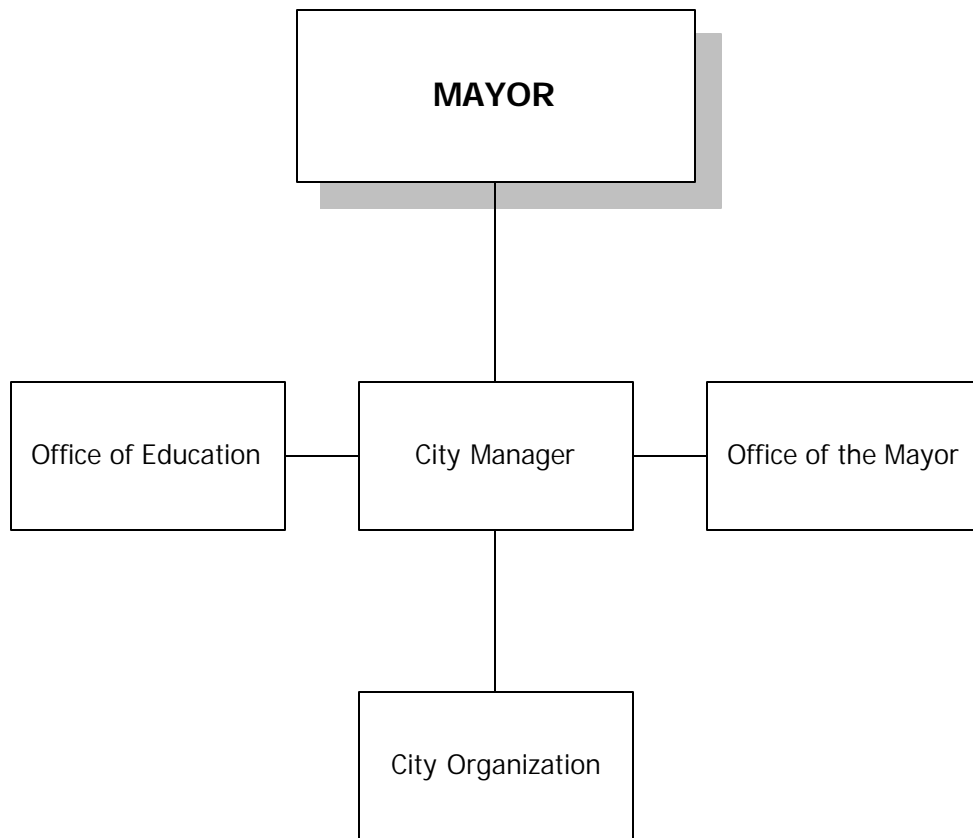 MAYOR
Office of Education
City Manager
Office of the Mayor
City Organization